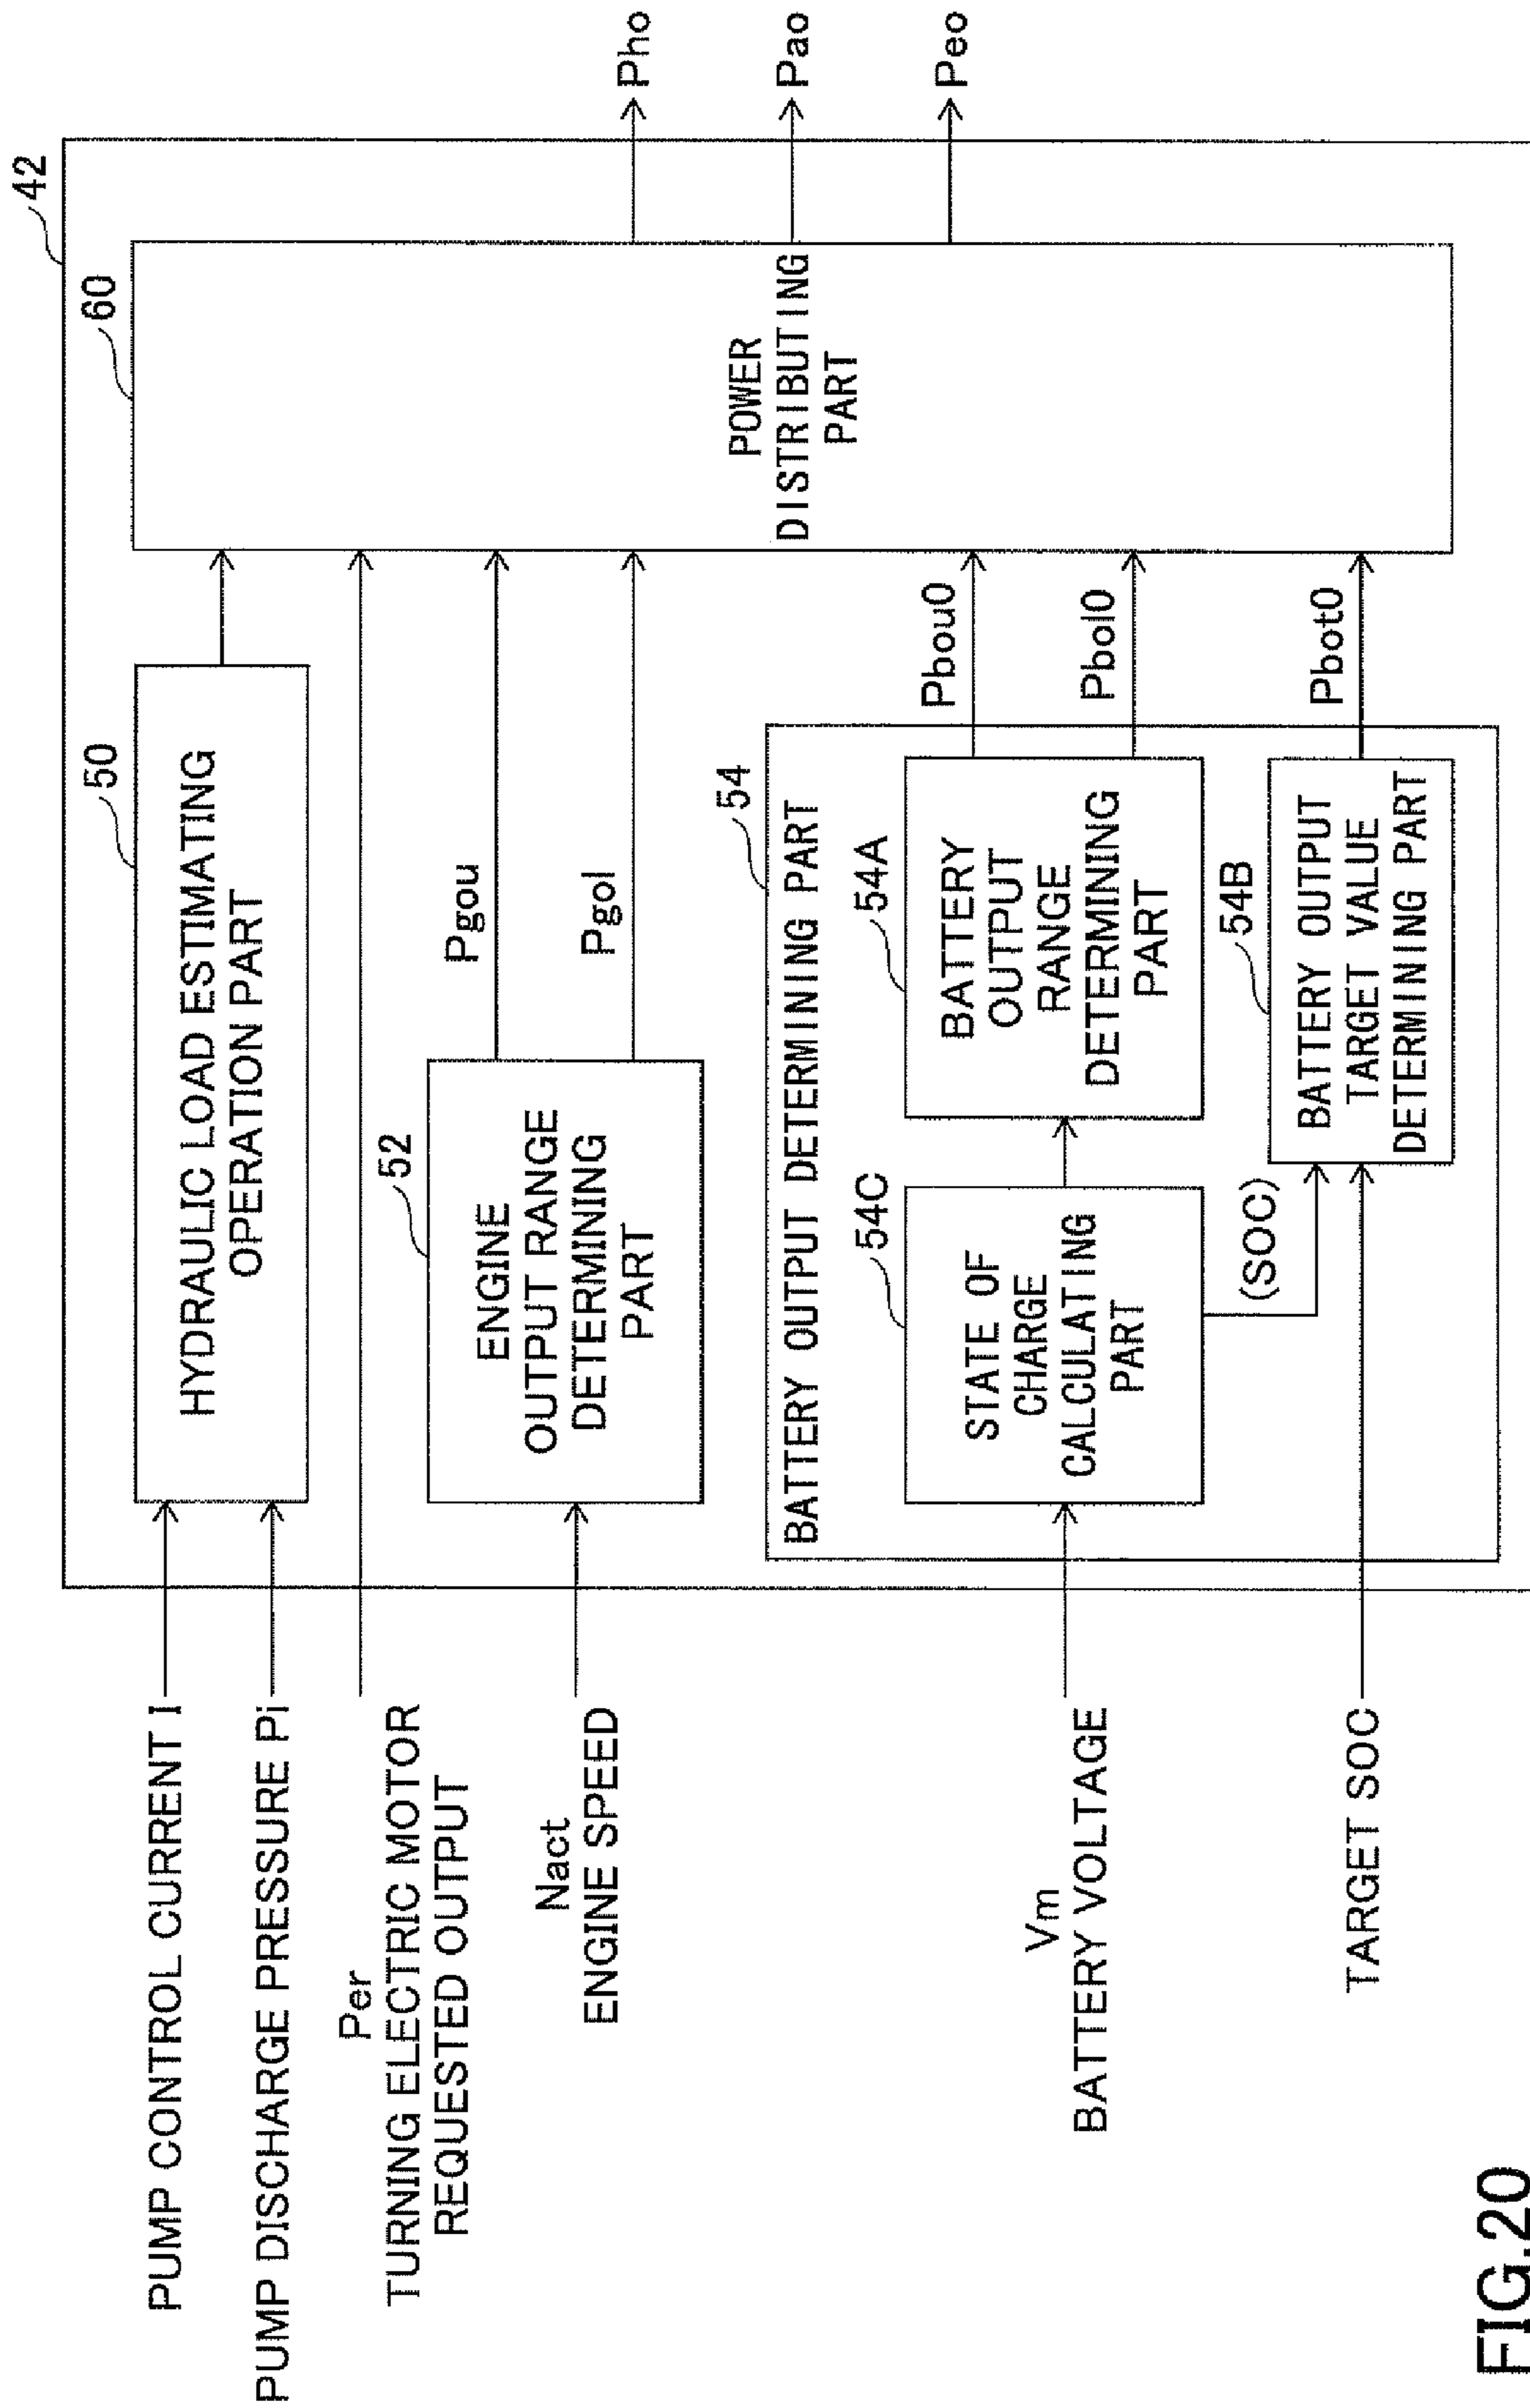 PUMP CONTROL CURRENT I
PUMP DISCHARGE PRESSURE Pi
Per
TURNING ELECTRIC MOTOR
REQUESTED OUTPUT
Nact
ENGINE SPEED
Vm
BATTERY VOLTAGE
TARGET SOC
42
50
HYDRAULIC LOAD ESTIMATING
OPERATION PART
52
ENGINE
OUTPUT RANGE
DETERMINING
PART
Pgou
Pgol
54
BATTERY OUTPUT DETERMINING PART
54C
STATE OF
CHARGE
CALCULATING
PART
(SOC)
54A
BATTERY
OUTPUT
RANGE
DETERMINING
PART
54B
BATTERY OUTPUT
TARGET VALUE
DETERMINING PART
Pbou0
Pbol0
Pbot0
60
POWER
DISTRIBUTING
PART
Pho
Pao
Peo
FIG.20